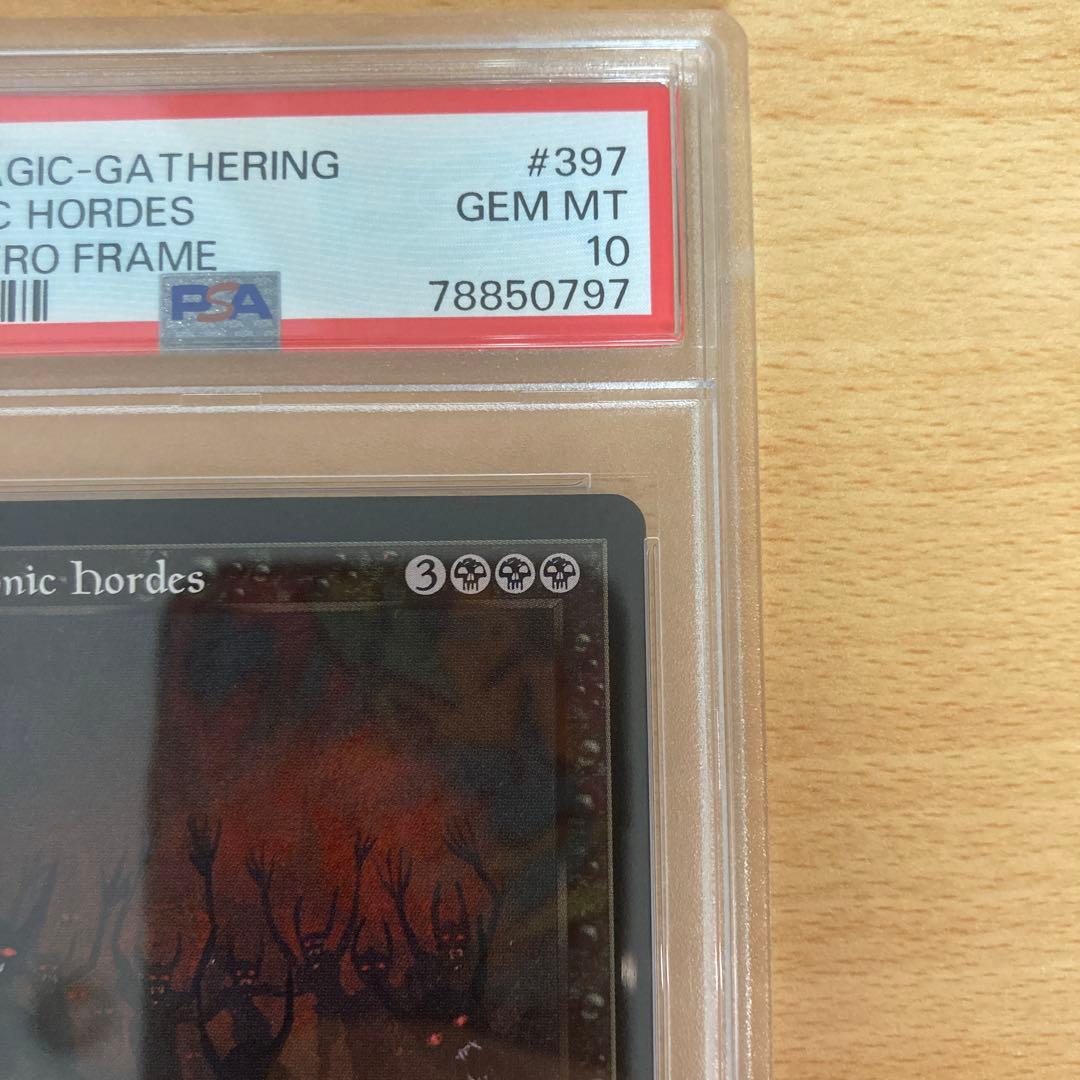 AGIC-GATHERING #397
C HORDES GEM MT
RO FRAME 10
PSA 78850797
onic hordes 3